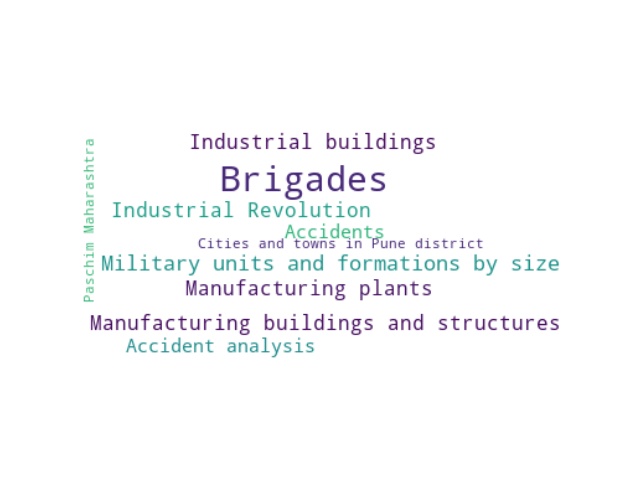 Industrial buildings
Brigades
Industrial Revolution
Accidents
Cities and towns in Pune district
Military units and formations by size
Manufacturing plants
Manufacturing buildings and structures
Accident analysis
Paschim Maharashtra